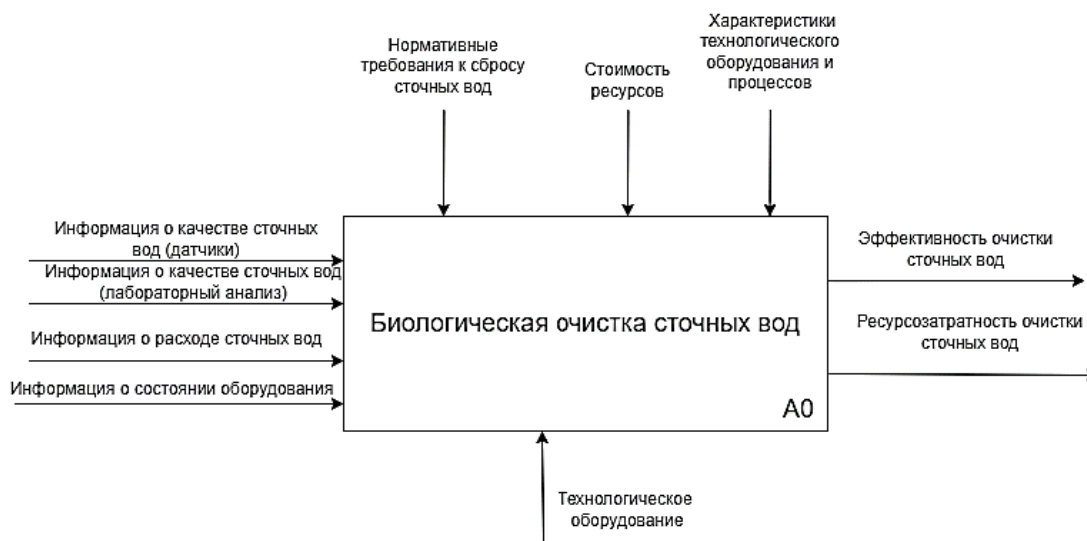 Нормативные
требования к сбросу
сточных вод
Стоимость
ресурсов
Характеристики
технологического
оборудования и
процессов
Информация о качестве сточных
вод (датчики)
Информация о качестве сточных вод
(лабораторный анализ)
Информация о расходе сточных вод
Информация о состоянии оборудования
Биологическая очистка сточных вод
A0
Эффективность очистки
сточных вод
Ресурсозатратность очистки
сточных вод
Технологическое
оборудование